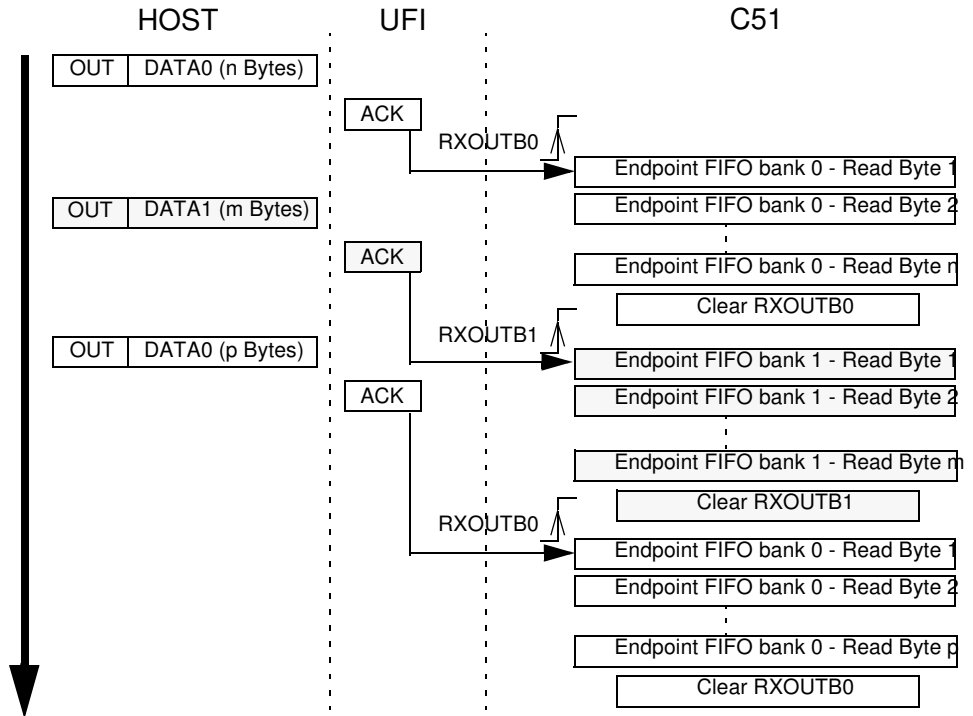 HOST UFI C51
OUT DATA0 (n Bytes)
ACK
RXOUTB0
Endpoint FIFO bank 0 - Read Byte 1
OUT DATA1 (m Bytes)
Endpoint FIFO bank 0 - Read Byte 2
ACK
Endpoint FIFO bank 0 - Read Byte n
Clear RXOUTB0
RXOUTB1
OUT DATA0 (p Bytes)
Endpoint FIFO bank 1 - Read Byte 1
ACK
Endpoint FIFO bank 1 - Read Byte 2
Endpoint FIFO bank 1 - Read Byte m
Clear RXOUTB1
RXOUTB0
Endpoint FIFO bank 0 - Read Byte 1
Endpoint FIFO bank 0 - Read Byte 2
Endpoint FIFO bank 0 - Read Byte p
Clear RXOUTB0